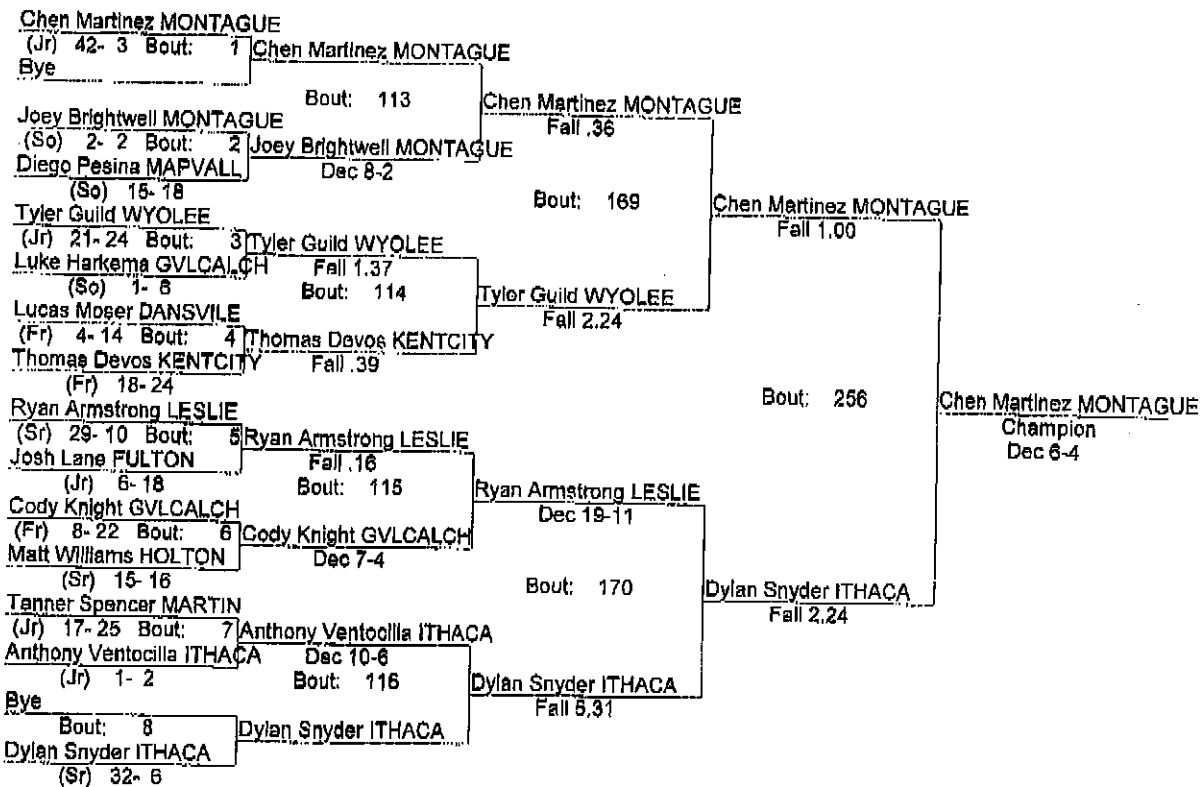 Chen Martinez MONTAGUE
(Jr) 42- 3 Bout: 1
Bye
Chen Martinez MONTAGUE
Bout: 113
Joey Brightwell MONTAGUE
(So) 2- 2 Bout: 2
Diego Pesina MAPVALL
(So) 15- 18
Joey Brightwell MONTAGUE
Dec 8-2
Chen Martinez MONTAGUE
Fall .36
Bout: 169
Tyler Guild WYOLEE
(Jr) 21- 24 Bout: 3
Luke Harkema GVLCALCH
(So) 1- 8
Tyler Guild WYOLEE
Fall 1.37
Bout: 114
Lucas Moser DANSVILE
(Fr) 4- 14 Bout: 4
Thomas Devos KENTCITY
(Fr) 18- 24
Thomas Devos KENTCITY
Fall .39
Tyler Guild WYOLEE
Fall 2.24
Chen Martinez MONTAGUE
Fall 1.00
Bout: 256
Chen Martinez MONTAGUE
Champion
Dec 6-4
Ryan Armstrong LESLIE
(Sr) 29- 10 Bout: 5
Josh Lane FULTON
(Jr) 6- 18
Ryan Armstrong LESLIE
Fall .16
Bout: 115
Cody Knight GVLCALCH
(Fr) 8- 22 Bout: 6
Matt Williams HOLTON
(Sr) 15- 16
Cody Knight GVLCALCH
Dec 7-4
Ryan Armstrong LESLIE
Dec 19-11
Bout: 170
Tanner Spencer MARTIN
(Jr) 17- 25 Bout: 7
Anthony Ventocilla ITHACA
(Jr) 1- 2
Anthony Ventocilla ITHACA
Dec 10-6
Bout: 116
Bye
Bout: 8
Dylan Snyder ITHACA
(Sr) 32- 6
Dylan Snyder ITHACA
Dylan Snyder ITHACA
Fall 5.31
Dylan Snyder ITHACA
Fall 2.24